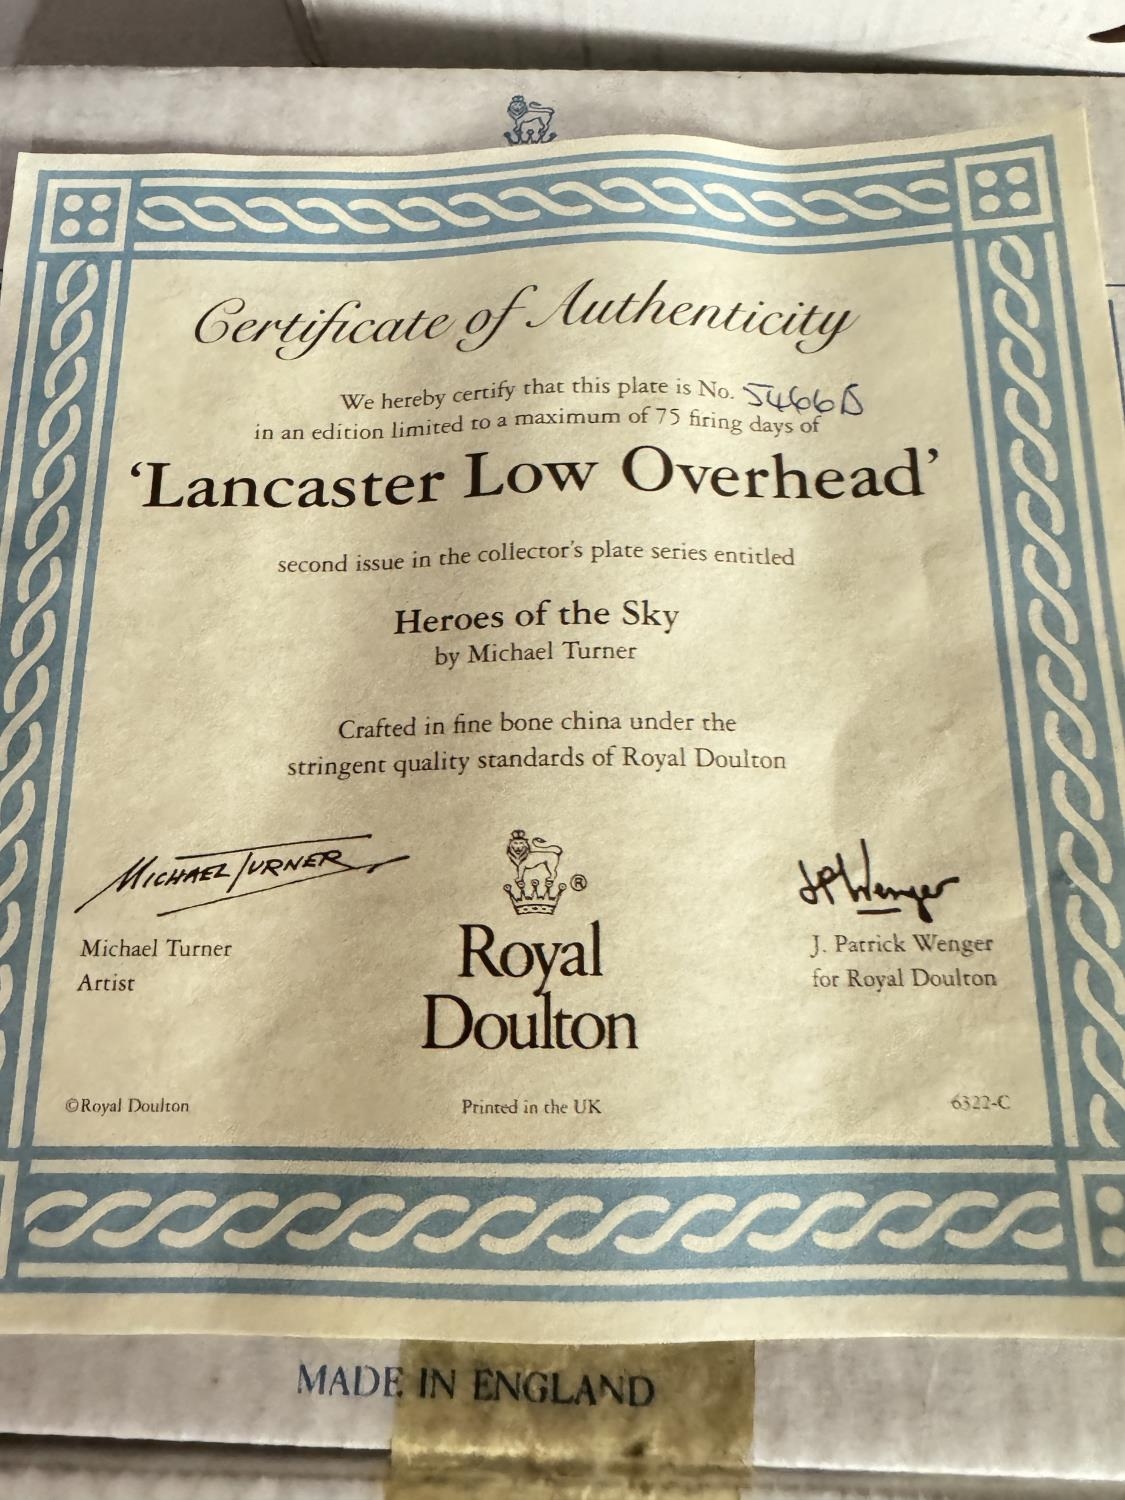 Certificate of Authenticity
We hereby certify that this plate is No. 5466B
in an edition limited to a maximum of 75 firing days of
‘Lancaster Low Overhead’
second issue in the collector's plate series entitled
Heroes of the Sky
by Michael Turner
Crafted in fine bone china under the
stringent quality standards of Royal Doulton
MICHAEL TURNER
Michael Turner
Artist
®
Royal
Doulton
JPWenger
J. Patrick Wenger
for Royal Doulton
©Royal Doulton
Printed in the UK
6322-C
MADE IN ENGLAND